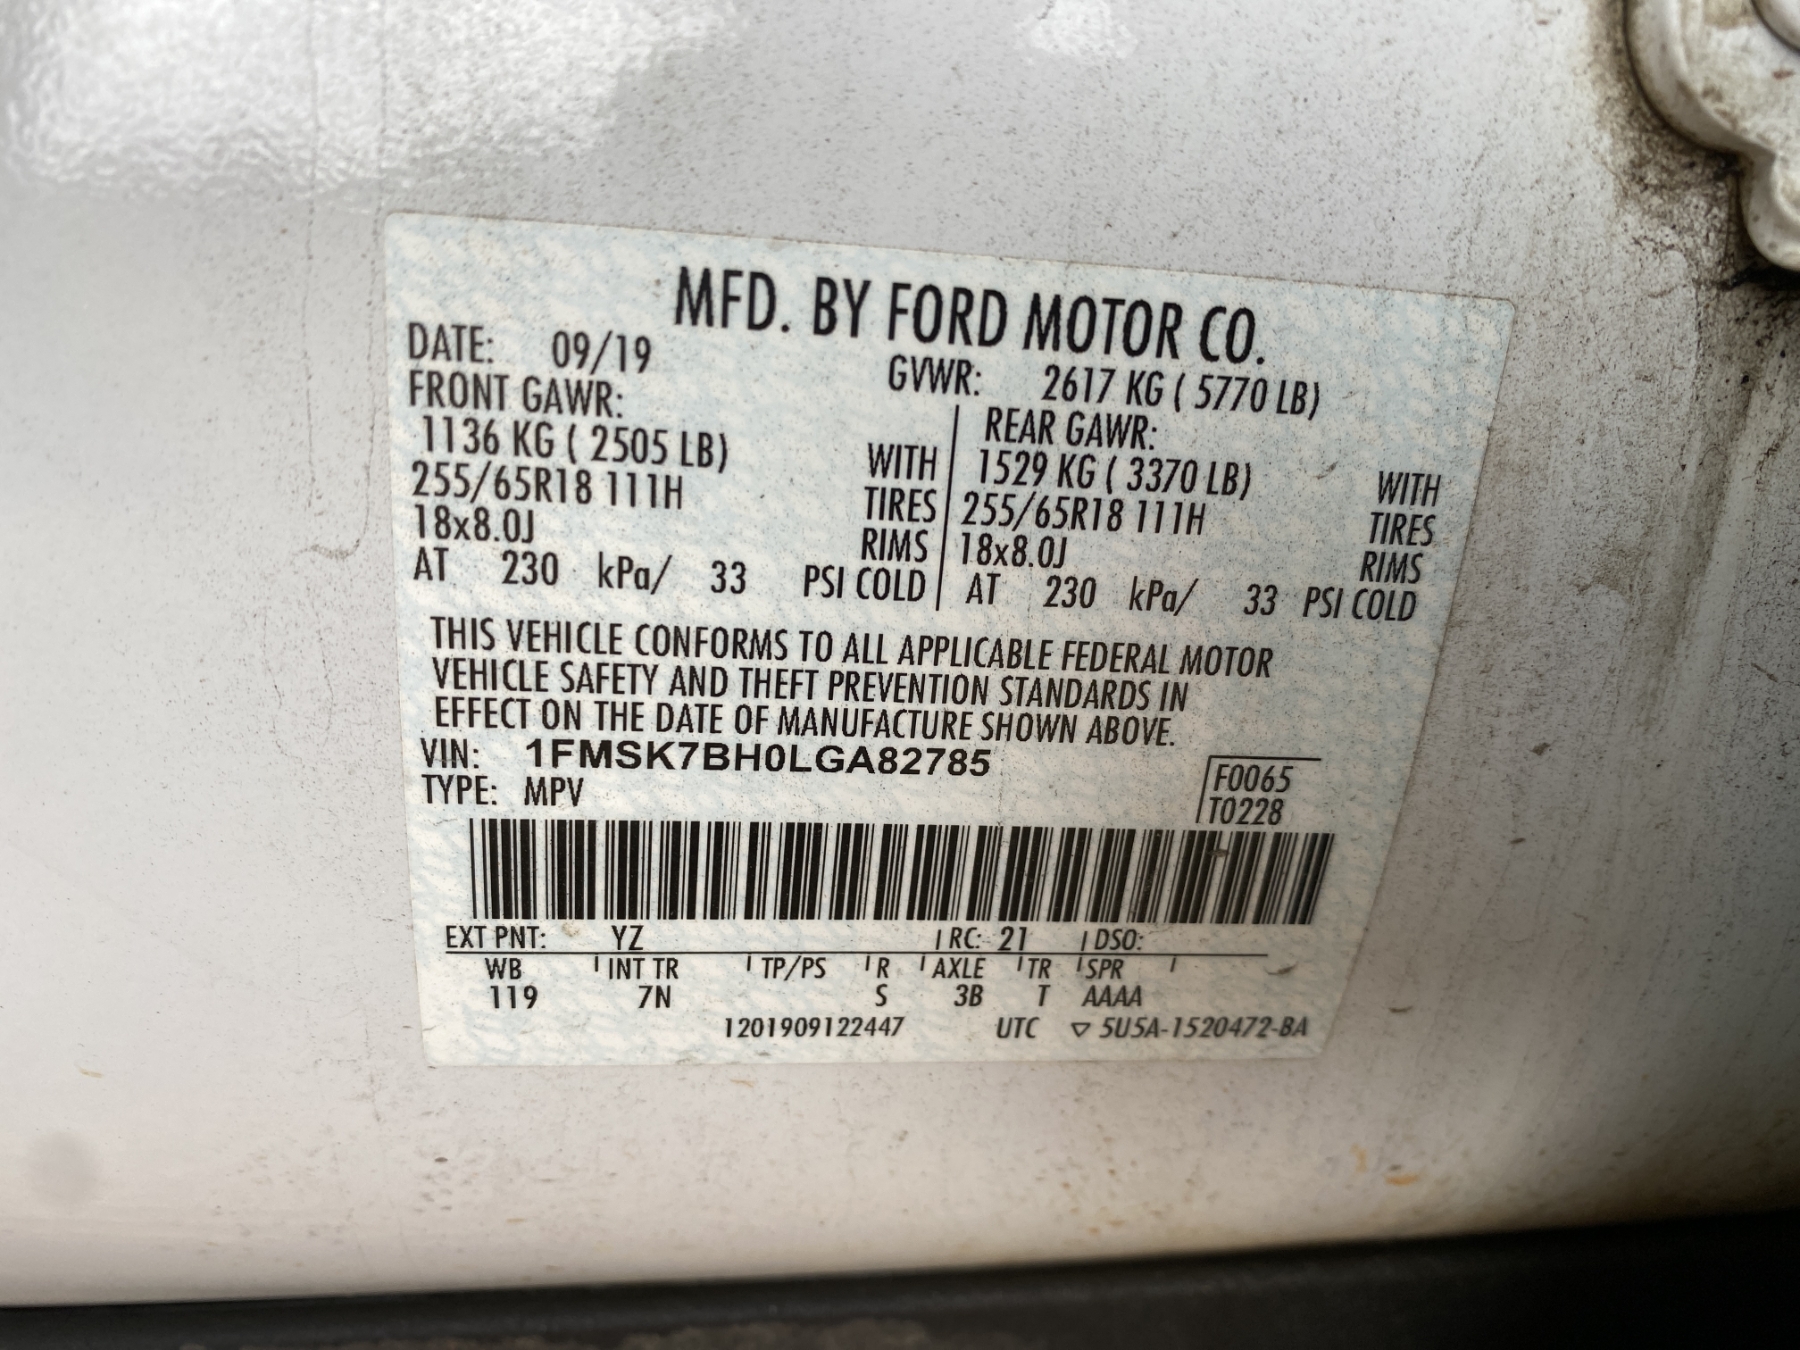 MFD. BY FORD MOTOR CO.
DATE: 09/19 GVWR: 2617 KG ( 5770 LB)
FRONT GAWR: REAR GAWR:
1136 KG ( 2505 LB) WITH 1529 KG ( 3370 LB) WITH
255/65R18 111H TIRES 255/65R18 111H TIRES
18x8.0J RIMS 18x8.0J RIMS
AT 230 kPa/ 33 PSI COLD AT 230 kPa/ 33 PSI COLD
THIS VEHICLE CONFORMS TO ALL APPLICABLE FEDERAL MOTOR
VEHICLE SAFETY AND THEFT PREVENTION STANDARDS IN
EFFECT ON THE DATE OF MANUFACTURE SHOWN ABOVE.
VIN: 1FMSK7BH0LGA82785
F0065
TYPE: MPV
T0228
EXT PNT: YZ RC: 21 DSO:
WB INT TR TP/PS R AXLE TR SPR
119 7N S 3B T AAAA
1201909122447 UTC ▽ 5U5A-1520472-BA